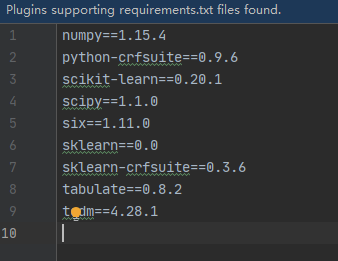 Plugins supporting requirements.txt files found.
1 numpy==1.15.4
2 python-crfsuite==0.9.6
3 scikit-learn==0.20.1
4 scipy==1.1.0
5 six==1.11.0
6 sklearn==0.0
7 sklearn-crfsuite==0.3.6
8 tabulate==0.8.2
9 tqdm==4.28.1
10